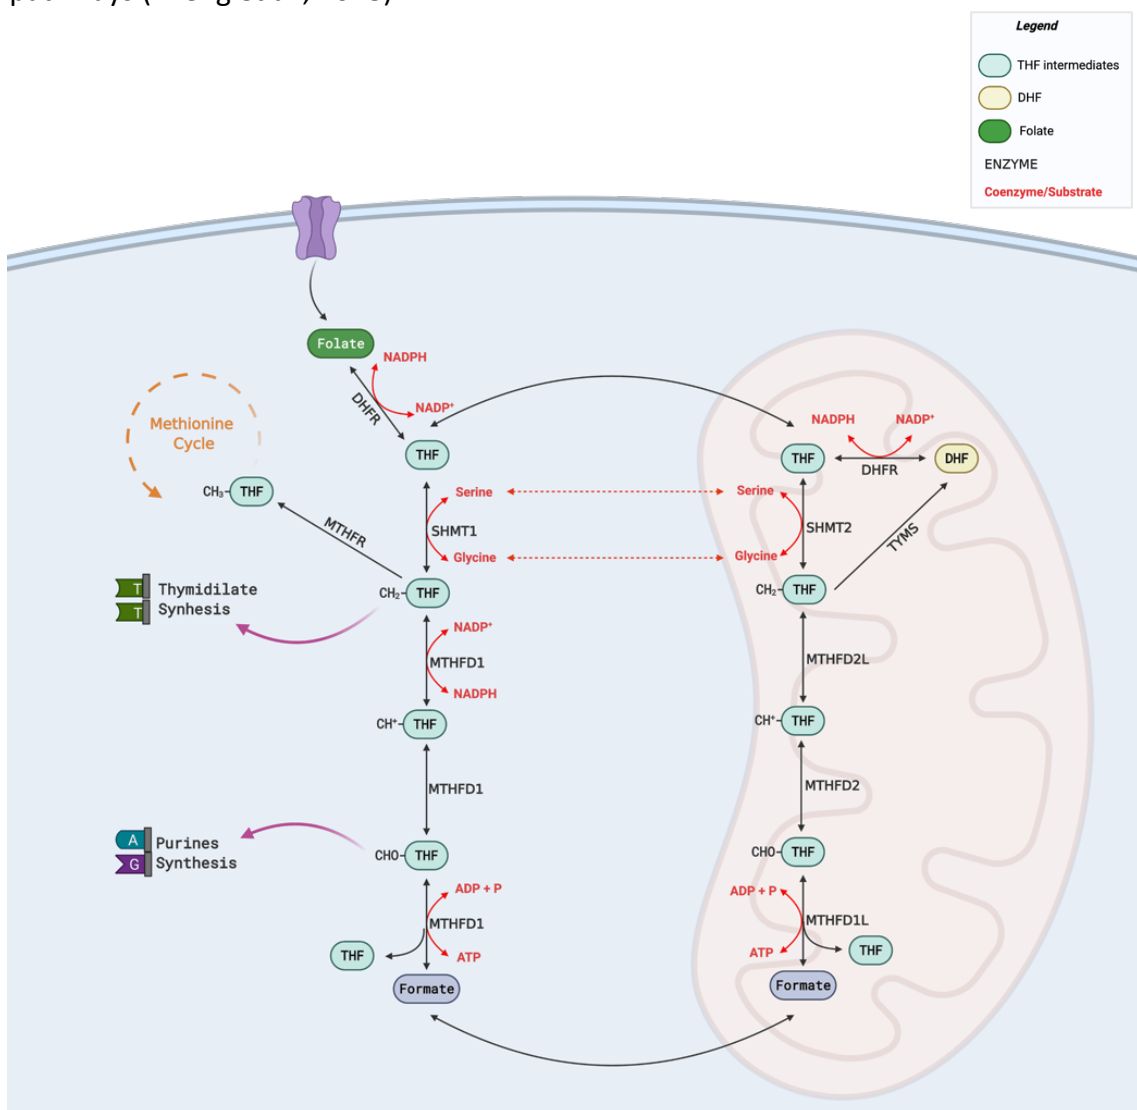 Legend
THF intermediates
DHF
Folate
ENZYME
Coenzyme/Substrate
Folate
NADPH
DHFR
NADP⁺
THF
Methionine
Cycle
CH₃-THF
MTHFR
Serine
SHMT1
Glycine
CH₂-THF
T Thymidilate
T Synhesis
NADP⁺
MTHFD1
NADPH
CH⁺-THF
MTHFD1
A Purines
G Synthesis
CHO-THF
ADP + P
MTHFD1
THF
ATP
Formate
NADPH
NADP⁺
THF
DHFR
DHF
Serine
SHMT2
Glycine
TYMS
CH₂-THF
MTHFD2L
CH⁺-THF
MTHFD2
CHO-THF
ADP + P
MTHFD1L
ATP
THF
Formate